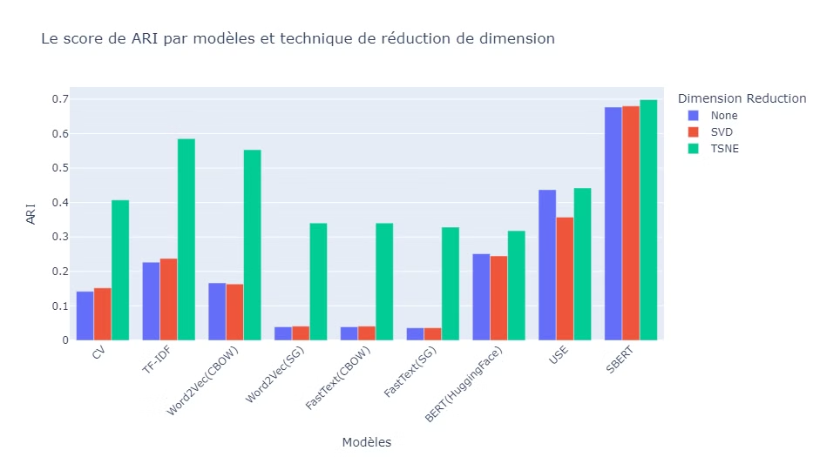 Le score de ARI par modèles et technique de réduction de dimension
Dimension Reduction
None
SVD
TSNE
ARI
0.7
0.6
0.5
0.4
0.3
0.2
0.1
0
CV
TF-IDF
Word2Vec(CBOW)
Word2Vec(SG)
FastText(CBOW)
FastText(SG)
BERT(HuggingFace)
USE
SBERT
Modèles